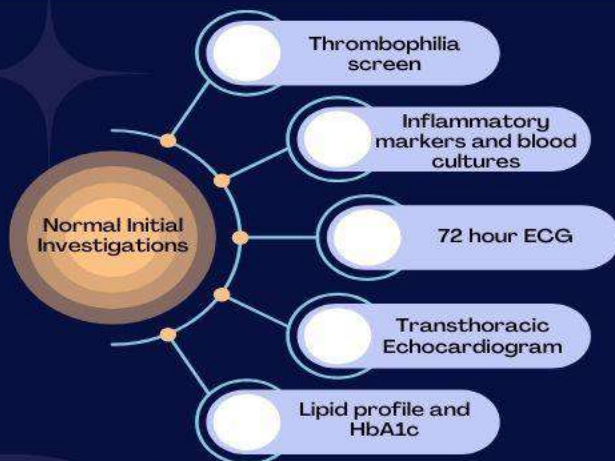 Normal Initial
Investigations
Thrombophilia
screen
Inflammatory
markers and blood
cultures
72 hour ECG
Transthoracic
Echocardiogram
Lipid profile and
HbA1c